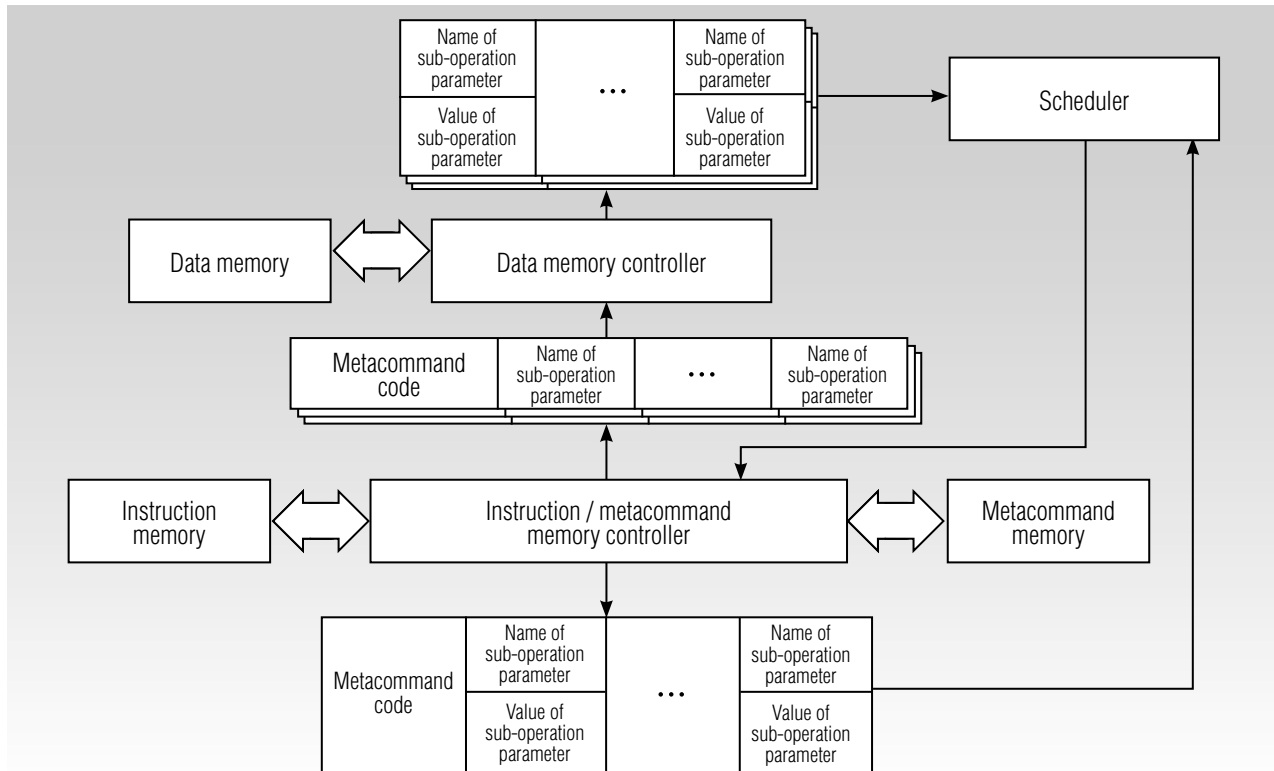 Name of
sub-operation
parameter
...
Name of
sub-operation
parameter
Value of
sub-operation
parameter
Value of
sub-operation
parameter
Scheduler
Data memory
Data memory controller
Metacommand
code
Name of
sub-operation
parameter
...
Name of
sub-operation
parameter
Instruction
memory
Instruction / metacommand
memory controller
Metacommand
memory
Metacommand
code
Name of
sub-operation
parameter
Value of
sub-operation
parameter
...
Name of
sub-operation
parameter
Value of
sub-operation
parameter